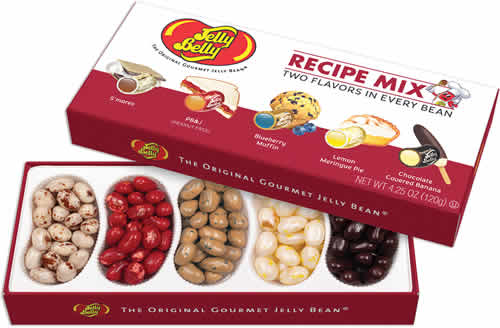 Jelly
Belly
®
THE ORIGINAL GOURMET JELLY BEAN®
RECIPE MIX
TWO FLAVORS IN EVERY BEAN
S'mores
PB&J
(PEANUT FREE)
Blueberry
Muffin
Lemon
Meringue Pie
Chocolate
Covered Banana
NET WT 4.25 OZ (120g)
Jelly
Belly
THE ORIGINAL GOURMET JELLY BEAN®
Jelly
Belly
THE ORIGINAL GOURMET JELLY BEAN®
Jelly
Belly